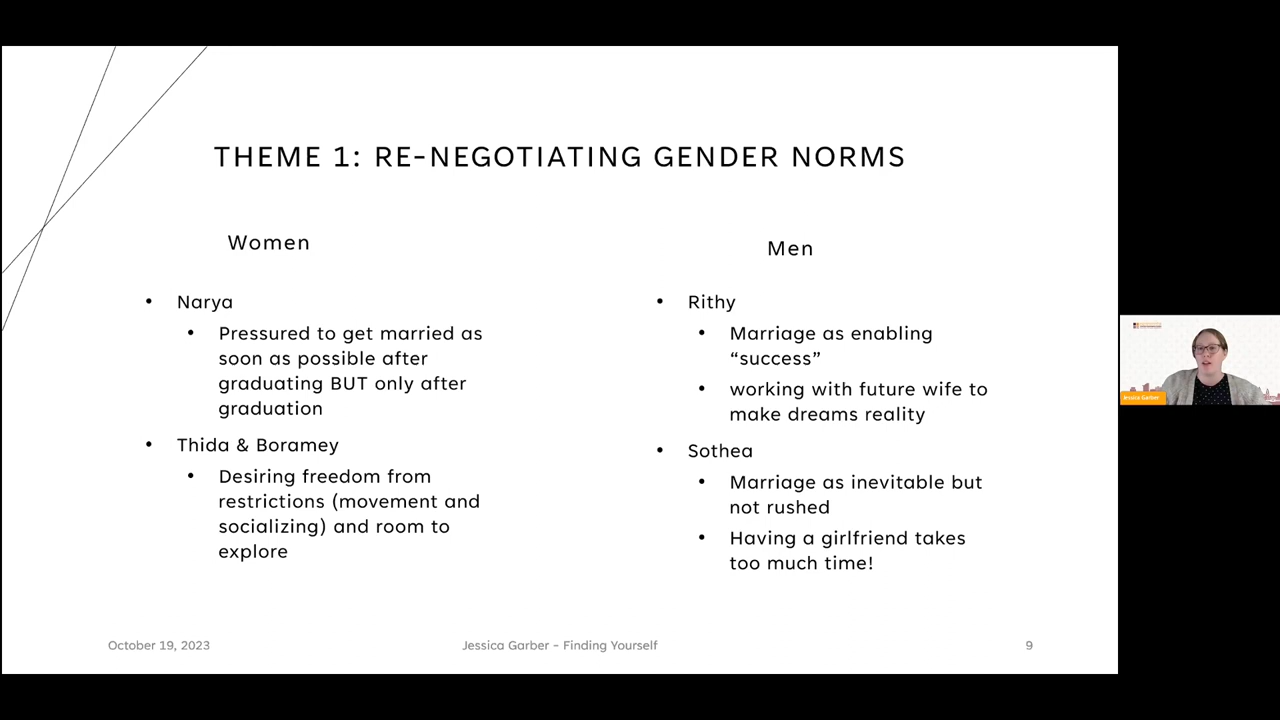 THEME 1: RE-NEGOTIATING GENDER NORMS
Women
• Narya
• Pressured to get married as
soon as possible after
graduating BUT only after
graduation
• Thida & Boramey
• Desiring freedom from
restrictions (movement and
socializing) and room to
explore
Men
• Rithy
• Marriage as enabling
“success”
• working with future wife to
make dreams reality
• Sothea
• Marriage as inevitable but
not rushed
• Having a girlfriend takes
too much time!
October 19, 2023
Jessica Garber – Finding Yourself
9
Jessica Garber